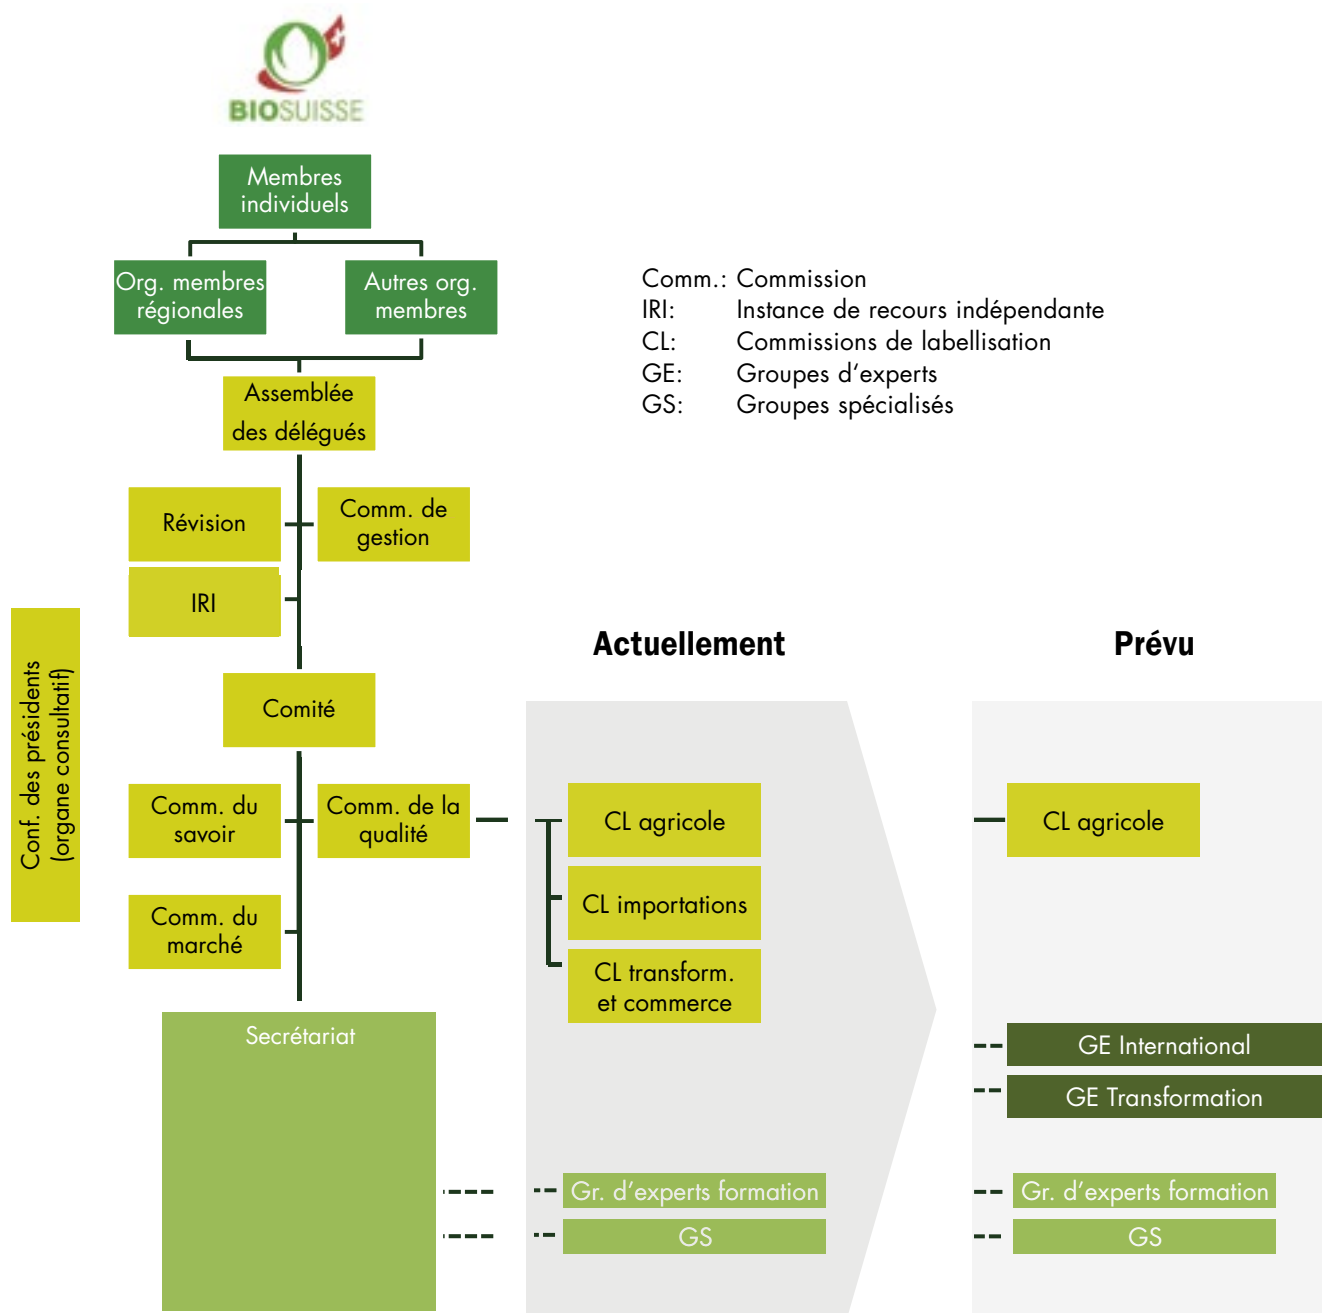 BIOSUISSE
Membres
individuels
Org. membres
régionales
Autres org.
membres
Comm.: Commission
IRI: Instance de recours indépendante
CL: Commissions de labellisation
GE: Groupes d‘experts
GS: Groupes spécialisés
Assemblée
des délégués
Révision
Comm. de
gestion
IRI
Conf. des présidents
(organe consultatif)
Comité
Comm. du
savoir
Comm. de la
qualité
Comm. du
marché
Secrétariat
Actuellement
CL agricole
CL importations
CL transform.
et commerce
Gr. d’experts formation
GS
Prévu
CL agricole
GE International
GE Transformation
Gr. d’experts formation
GS